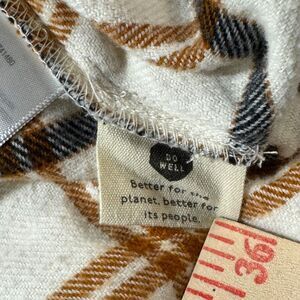 DO
WELL
Better for the
planet, better for
its people.
36